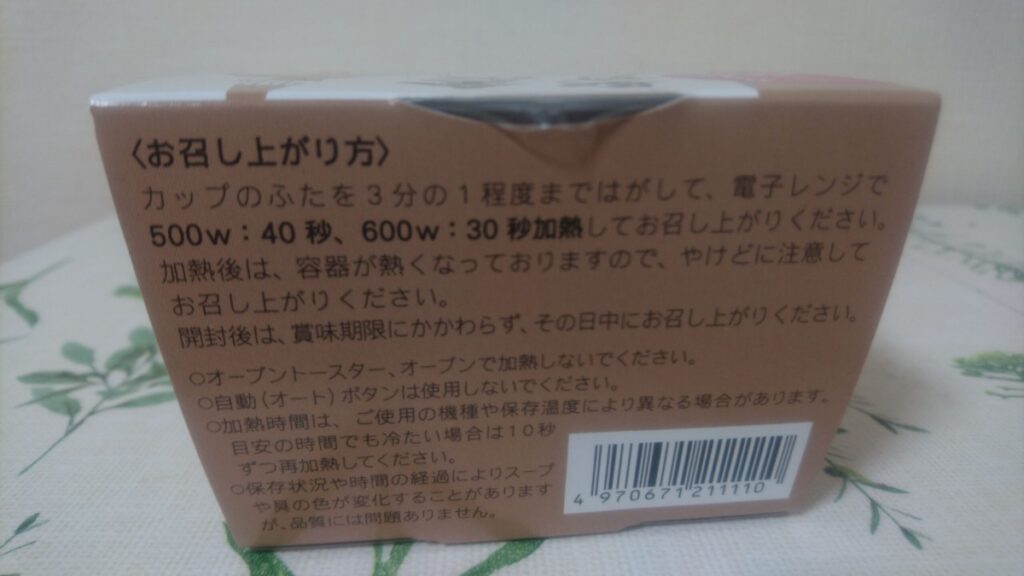 〈お召し上がり方〉
カップのふたを3分の1程度まではがして、電子レンジで
500w：40秒、600w：30秒加熱してお召し上がりください。
加熱後は、容器が熱くなっておりますので、やけどに注意して
お召し上がりください。
開封後は、賞味期限にかかわらず、その日中にお召し上がりください。
○オーブントースター、オーブンで加熱しないでください。
○自動（オート）ボタンは使用しないでください。
○加熱時間は、ご使用の機種や保存温度により異なる場合があります。
目安の時間でも冷たい場合は10秒
ずつ再加熱してください。
○保存状況や時間の経過によりスープ
や具の色が変化することがあります
が、品質には問題ありません。
4 970671 211110